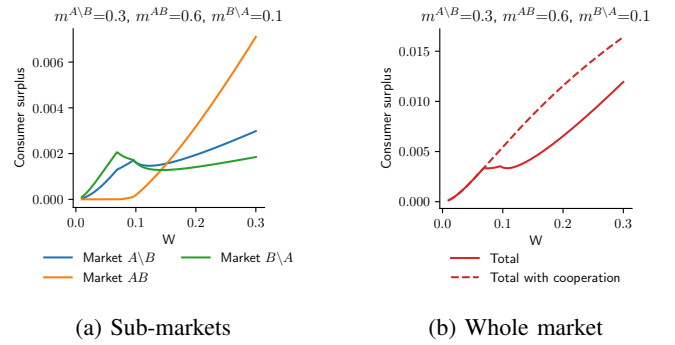 m^{A\B}=0.3, m^{AB}=0.6, m^{B\A}=0.1
Consumer surplus
0.006
0.004
0.002
0.000
0.0 0.1 0.2 0.3
W
Market A\B
Market B\A
Market AB
(a) Sub-markets
m^{A\B}=0.3, m^{AB}=0.6, m^{B\A}=0.1
Consumer surplus
0.015
0.010
0.005
0.000
0.0 0.1 0.2 0.3
W
Total
Total with cooperation
(b) Whole market